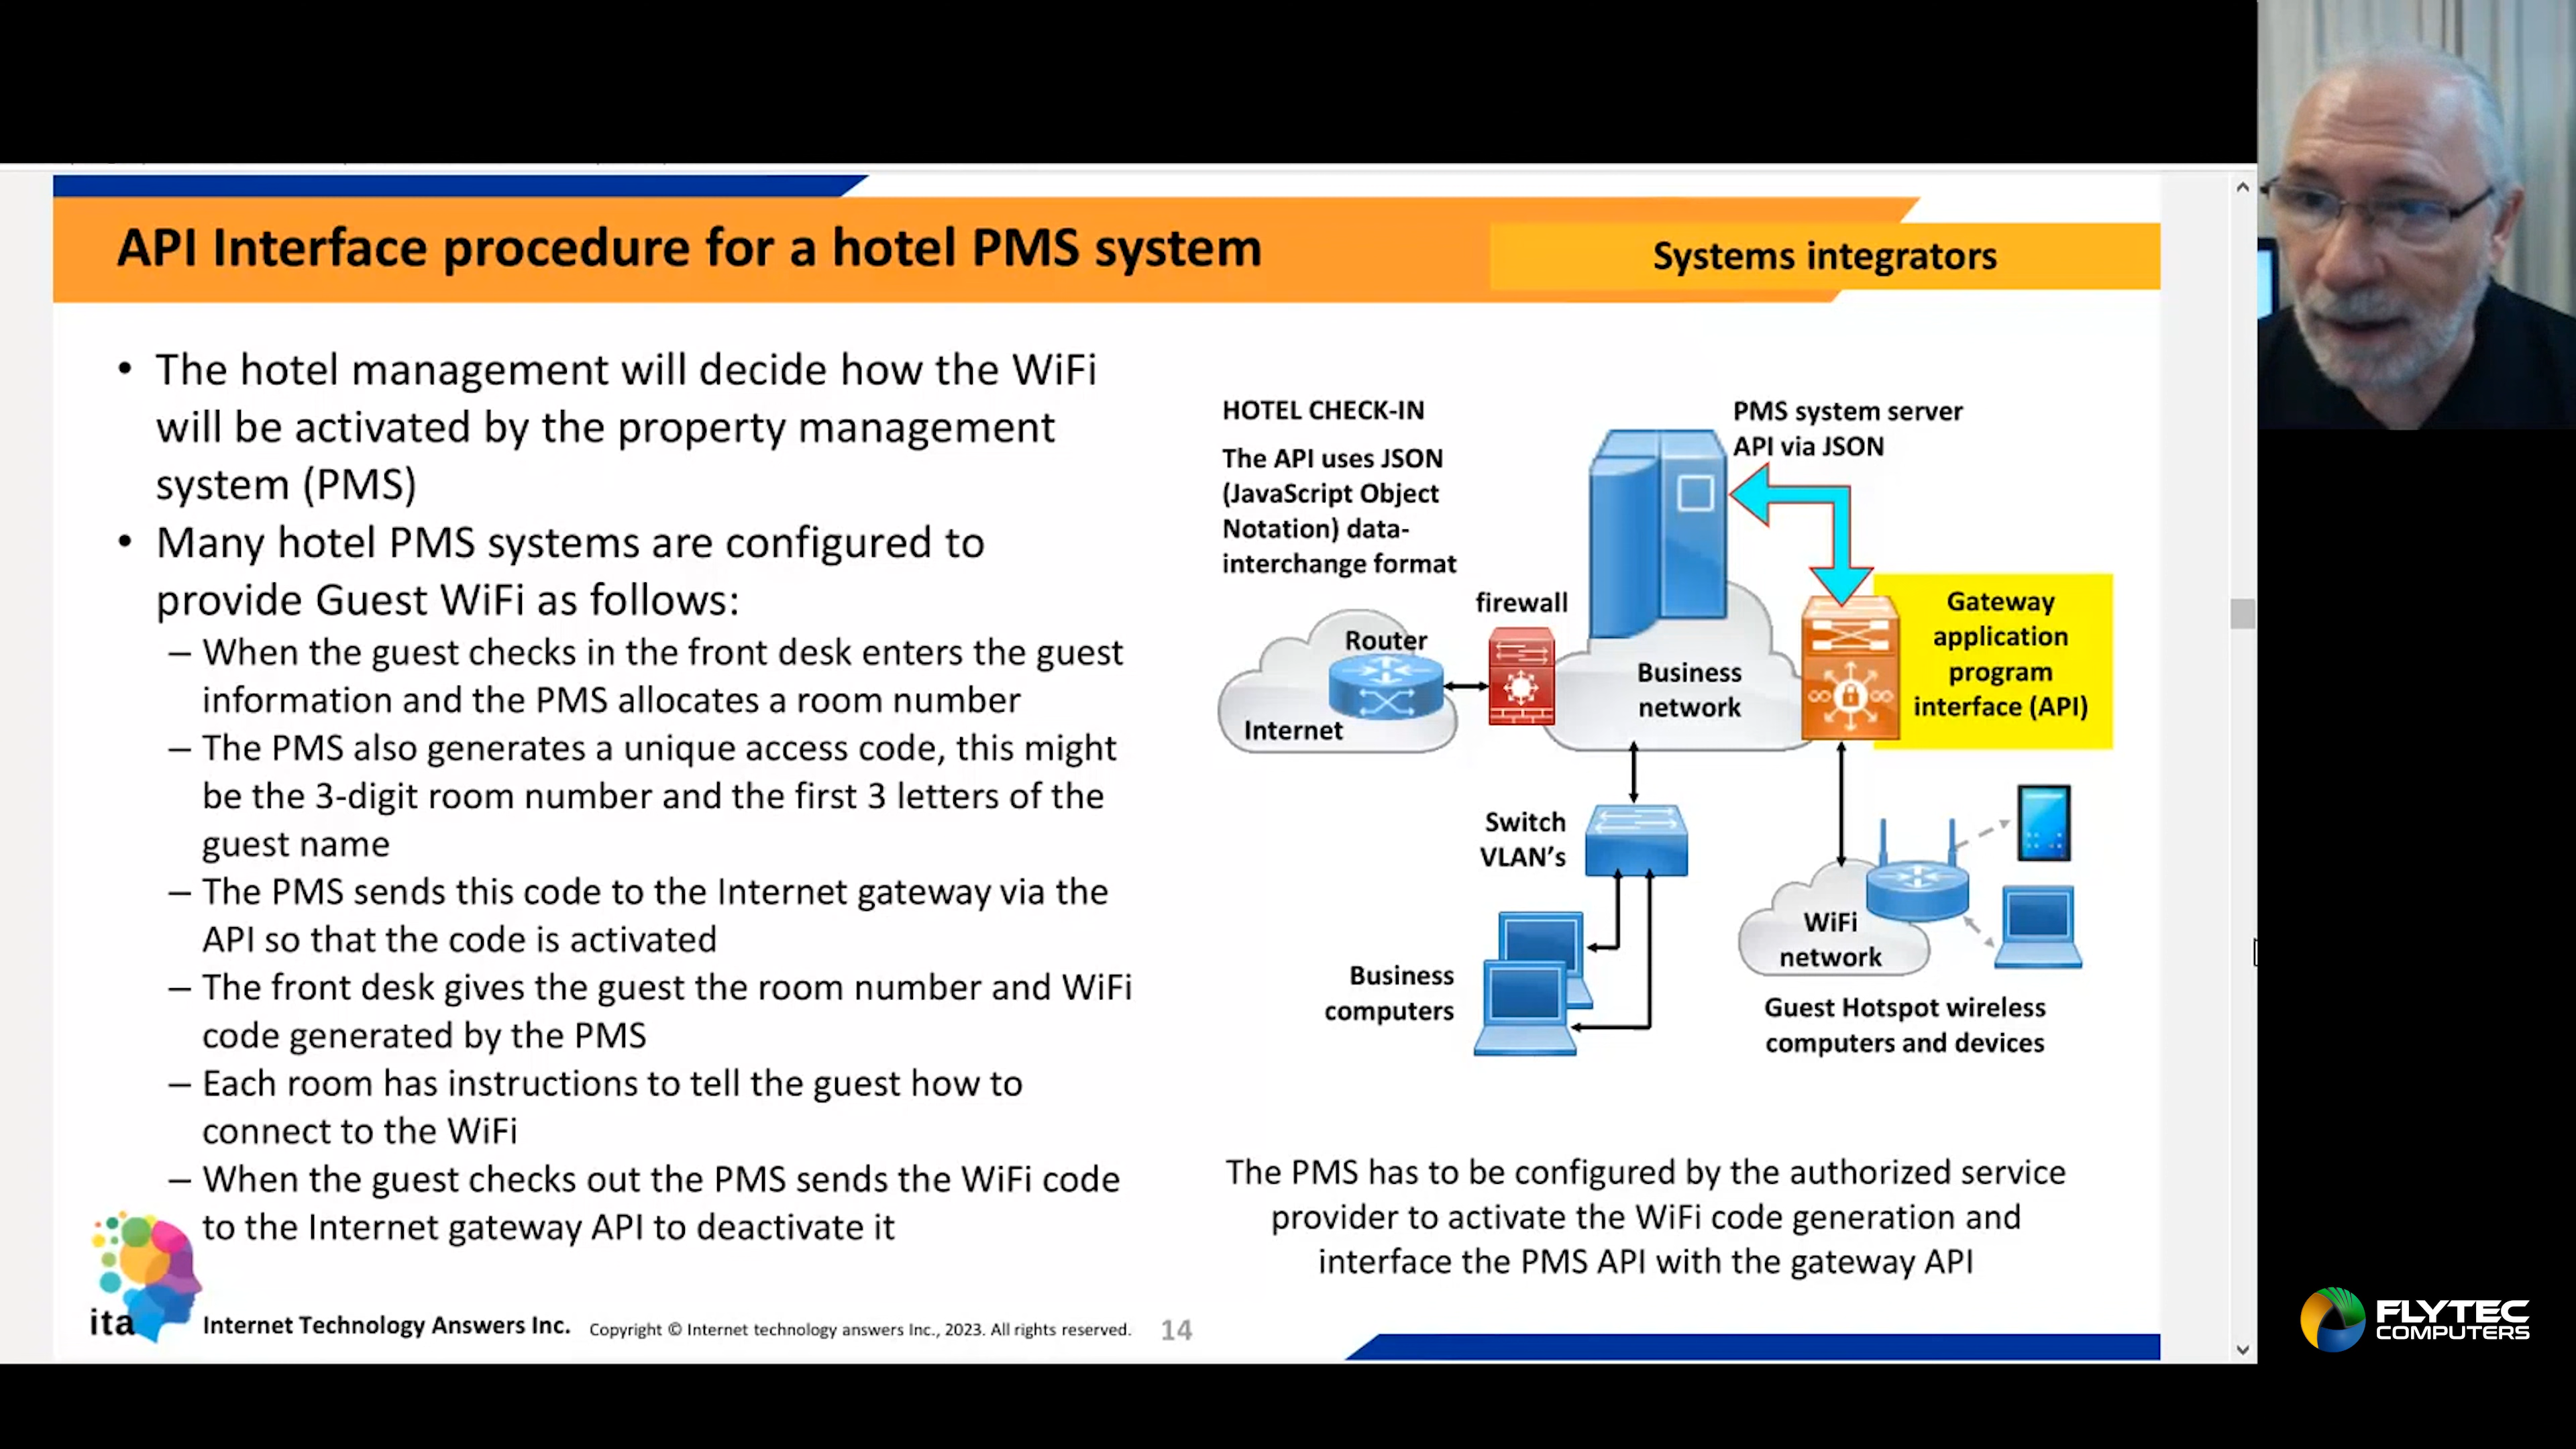 API Interface procedure for a hotel PMS system
Systems integrators
• The hotel management will decide how the WiFi
will be activated by the property management
system (PMS)
• Many hotel PMS systems are configured to
provide Guest WiFi as follows:
– When the guest checks in the front desk enters the guest
information and the PMS allocates a room number
– The PMS also generates a unique access code, this might
be the 3-digit room number and the first 3 letters of the
guest name
– The PMS sends this code to the Internet gateway via the
API so that the code is activated
– The front desk gives the guest the room number and WiFi
code generated by the PMS
– Each room has instructions to tell the guest how to
connect to the WiFi
– When the guest checks out the PMS sends the WiFi code
to the Internet gateway API to deactivate it
HOTEL CHECK-IN
The API uses JSON
(JavaScript Object
Notation) data-
interchange format
PMS system server
API via JSON
firewall
Router
Internet
Business
network
Gateway
application
program
interface (API)
Switch
VLAN's
Business
computers
WiFi
network
Guest Hotspot wireless
computers and devices
The PMS has to be configured by the authorized service
provider to activate the WiFi code generation and
interface the PMS API with the gateway API
ita
Internet Technology Answers Inc.
Copyright © Internet technology answers Inc., 2023. All rights reserved.
14
FLYTEC
COMPUTERS